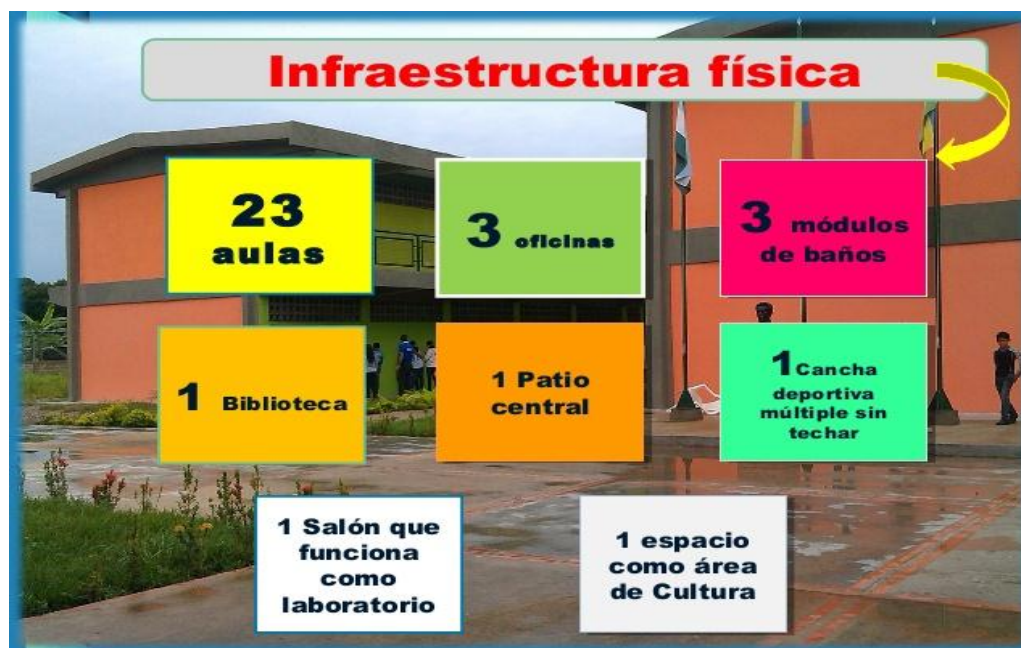 Infraestructura física
23
aulas
3 oficinas
3 módulos
de baños
1 Biblioteca
1 Patio
central
1 Cancha
deportiva
múltiple sin
techar
1 Salón que
funciona
como
laboratorio
1 espacio
como área
de Cultura